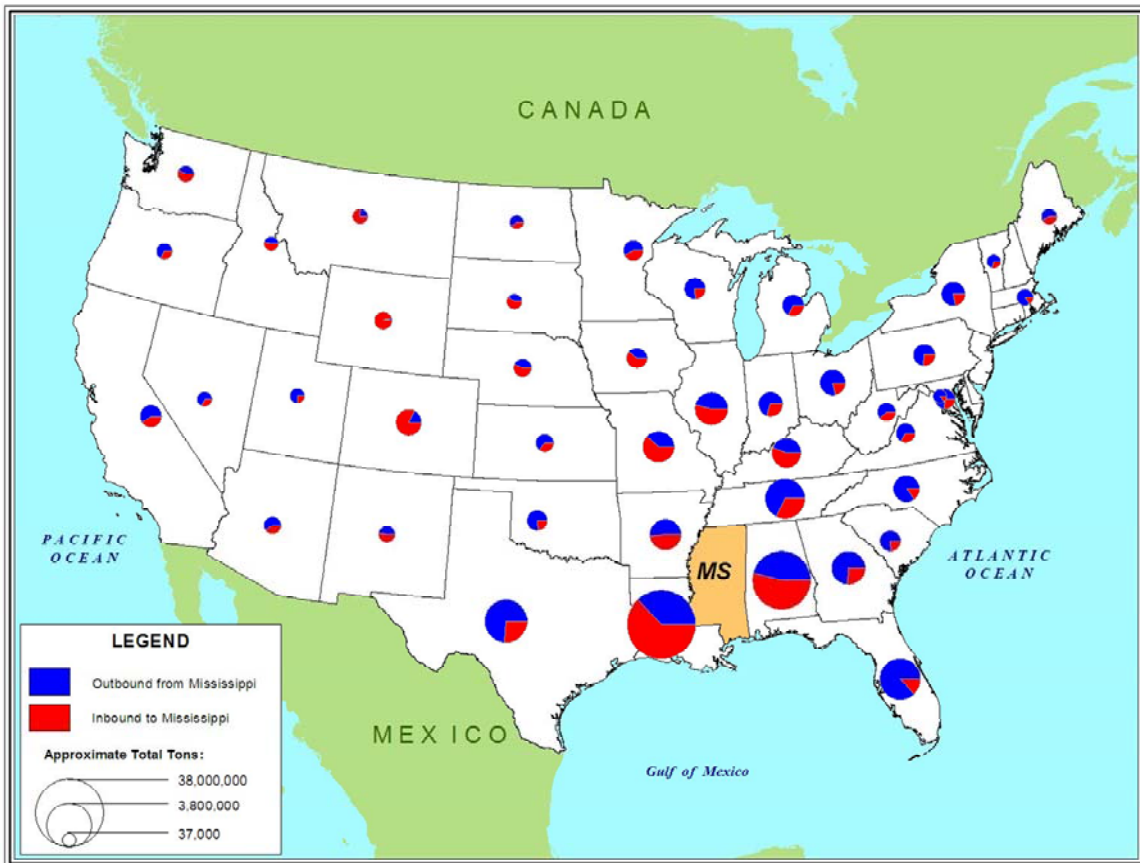 CANADA
PACIFIC
OCEAN
MS
ATLANTIC
OCEAN
LEGEND
Outbound from Mississippi
Inbound to Mississippi
Approximate Total Tons:
38,000,000
3,800,000
37,000
MEXICO
Gulf of Mexico